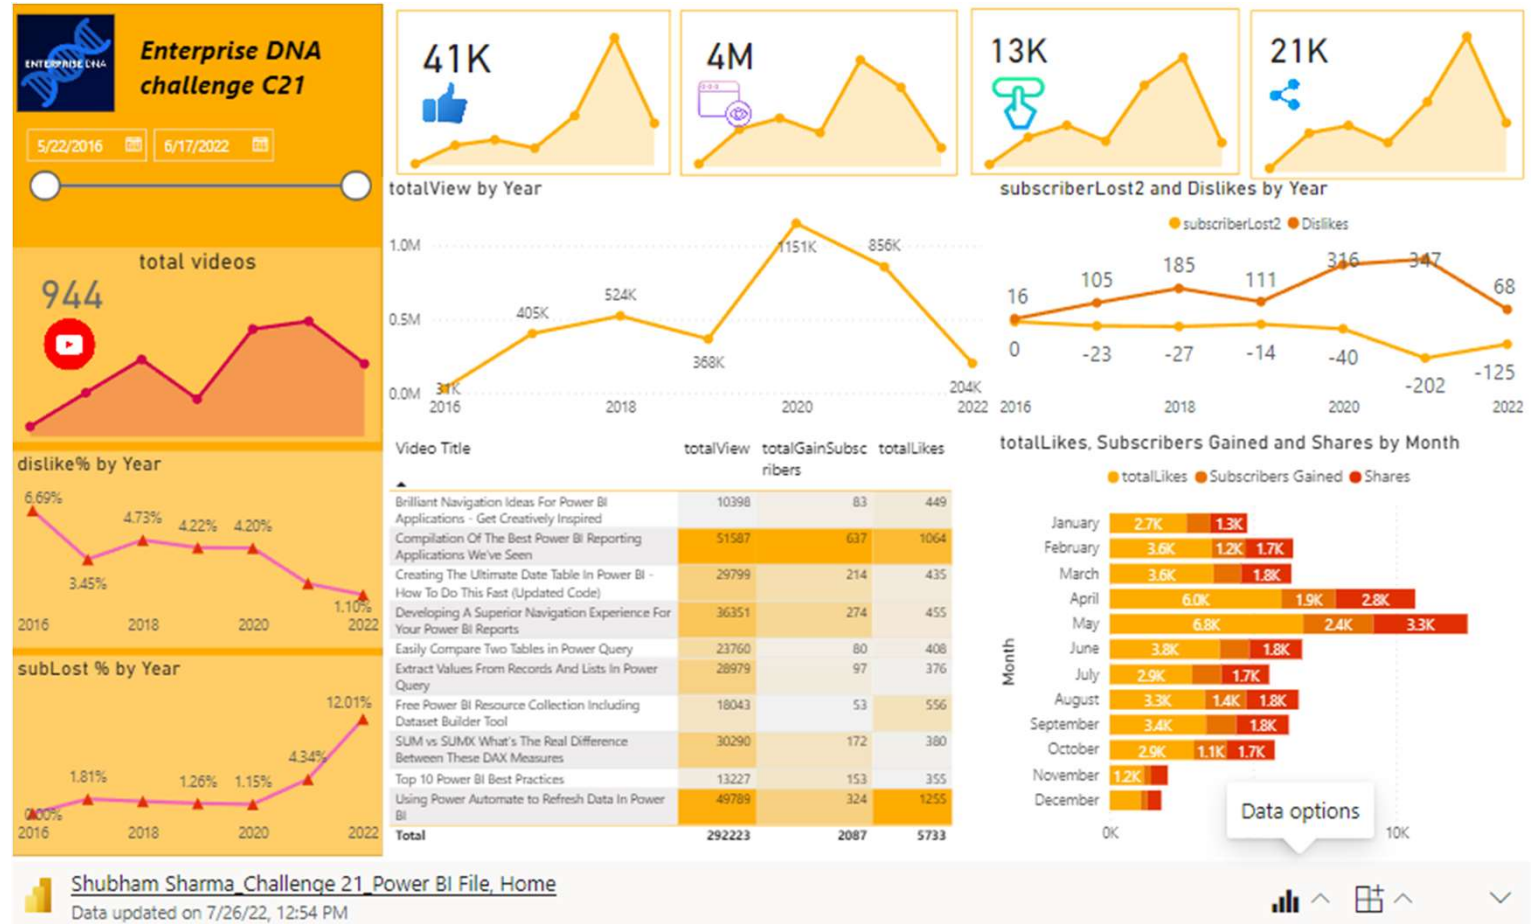 ENTERPRISE DNA
Enterprise DNA
challenge C21
5/22/2016
6/17/2022
41K
4M
13K
21K
total videos
944
dislike% by Year
6.69%
3.45%
4.73%
4.22%
4.20%
1.10%
2016
2018
2020
2022
subLost % by Year
0.00%
1.81%
1.26%
1.15%
4.34%
12.01%
2016
2018
2020
2022
totalView by Year
1.0M
0.5M
0.0M
31K
405K
524K
368K
1151K
856K
204K
2016
2018
2020
2022
subscriberLost2 and Dislikes by Year
subscriberLost2 Dislikes
16
105
185
111
316
347
68
0
-23
-27
-14
-40
-202
-125
2016
2018
2020
2022
Video Title totalView totalGainSubsc totalLikes
ribers
Brilliant Navigation Ideas For Power BI 10398 83 449
Applications - Get Creatively Inspired
Compilation Of The Best Power BI Reporting 51587 637 1064
Applications We've Seen
Creating The Ultimate Date Table In Power BI - 29799 214 435
How To Do This Fast (Updated Code)
Developing A Superior Navigation Experience For 36351 274 455
Your Power BI Reports
Easily Compare Two Tables in Power Query 23760 80 408
Extract Values From Records And Lists In Power 28979 97 376
Query
Free Power BI Resource Collection Including 18043 53 556
Dataset Builder Tool
SUM vs SUMX What's The Real Difference 30290 172 380
Between These DAX Measures
Top 10 Power BI Best Practices 13227 153 355
Using Power Automate to Refresh Data In Power 49789 324 1255
BI
Total 292223 2087 5733
totalLikes, Subscribers Gained and Shares by Month
totalLikes Subscribers Gained Shares
Month
January 2.7K 1.3K
February 3.6K 1.2K 1.7K
March 3.6K 1.8K
April 6.0K 1.9K 2.8K
May 6.8K 2.4K 3.3K
June 3.8K 1.8K
July 2.9K 1.7K
August 3.3K 1.4K 1.8K
September 3.4K 1.8K
October 2.9K 1.1K 1.7K
November 1.2K
December
0K
10K
Data options
Shubham Sharma_Challenge 21_Power BI File, Home
Data updated on 7/26/22, 12:54 PM